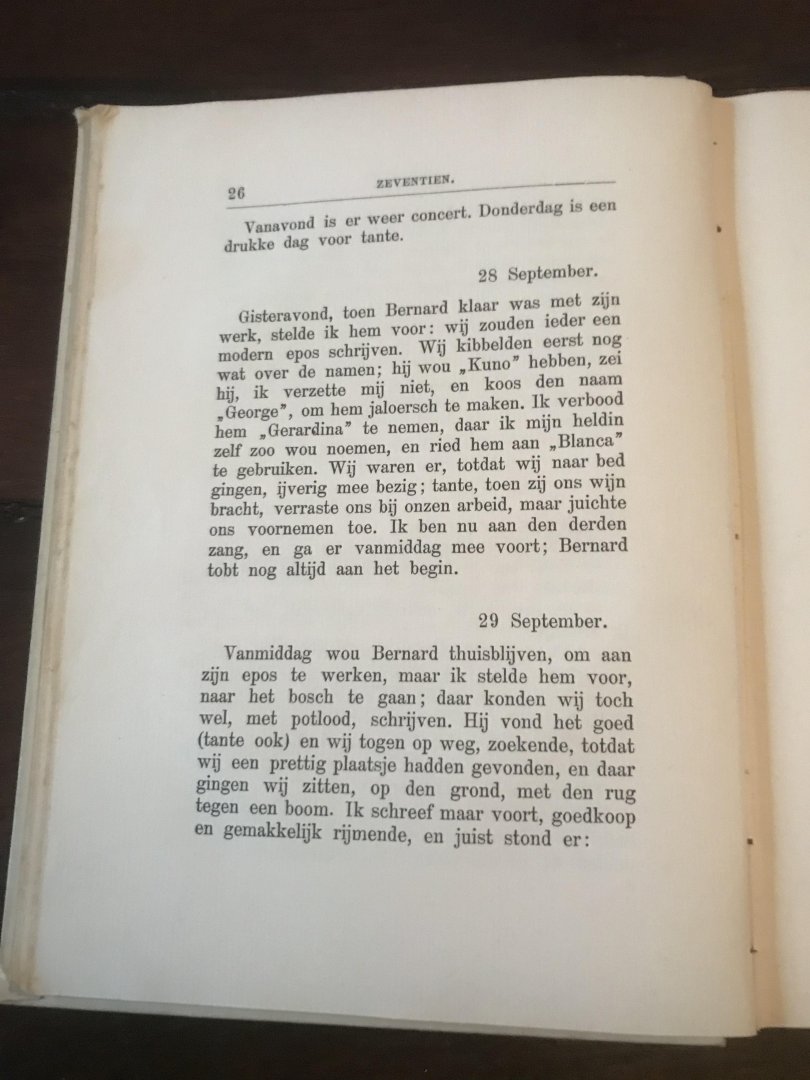 26
ZEVENTIEN.
Vanavond is er weer concert. Donderdag is een
drukke dag voor tante.
28 September.
Gisteravond, toen Bernard klaar was met zijn
werk, stelde ik hem voor: wij zouden ieder een
modern epos schrijven. Wij kibbelden eerst nog
wat over de namen; hij wou „Kuno” hebben, zei
hij, ik verzette mij niet, en koos den naam
„George”, om hem jaloersch te maken. Ik verbood
hem „Gerardina” te nemen, daar ik mijn heldin
zelf zoo wou noemen, en ried hem aan „Blanca”
te gebruiken. Wij waren er, totdat wij naar bed
gingen, ijverig mee bezig; tante, toen zij ons wijn
bracht, verraste ons bij onzen arbeid, maar juichte
ons voornemen toe. Ik ben nu aan den derden
zang, en ga er vanmiddag mee voort; Bernard
tobt nog altijd aan het begin.
29 September.
Vanmiddag wou Bernard thuisblijven, om aan
zijn epos te werken, maar ik stelde hem voor,
naar het bosch te gaan; daar konden wij toch
wel, met potlood, schrijven. Hij vond het goed
(tante ook) en wij togen op weg, zoekende, totdat
wij een prettig plaatsje hadden gevonden, en daar
gingen wij zitten, op den grond, met den rug
tegen een boom. Ik schreef maar voort, goedkoop
en gemakkelijk rijmende, en juist stond er: